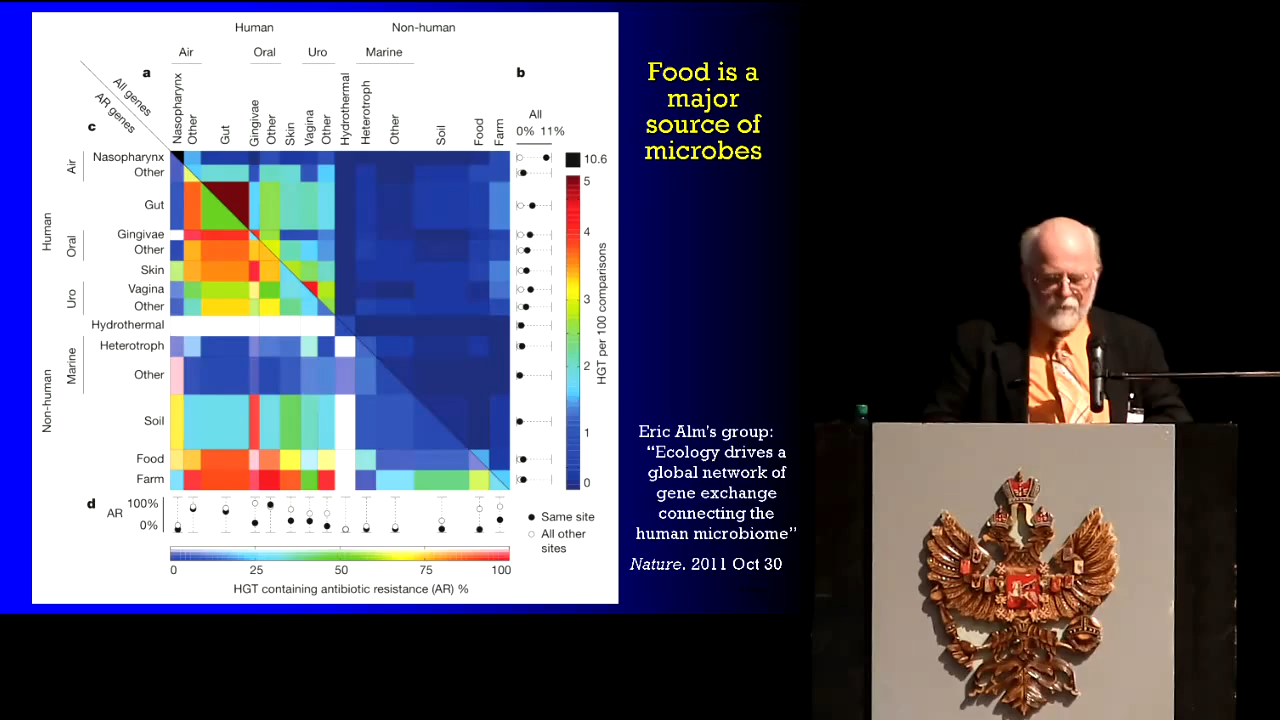 Human
Non-human
Air
Oral
Uro
Marine
a
b
All genes
AR genes
c
Nasopharynx
Other
Gut
Gingivae
Other
Skin
Vagina
Other
Hydrothermal
Heterotroph
Other
Soil
Food
Farm
All
0% 11%
Human
Non-human
Air
Oral
Uro
Marine
Nasopharynx
Other
Gut
Gingivae
Other
Skin
Vagina
Other
Hydrothermal
Heterotroph
Other
Soil
Food
Farm
10.6
5
4
3
2
1
0
HGT per 100 comparisons
d
AR
100%
0%
Same site
All other
sites
0 25 50 75 100
HGT containing antibiotic resistance (AR) %
Food is a
major
source of
microbes
Eric Alm's group:
“Ecology drives a
global network of
gene exchange
connecting the
human microbiome”
Nature. 2011 Oct 30